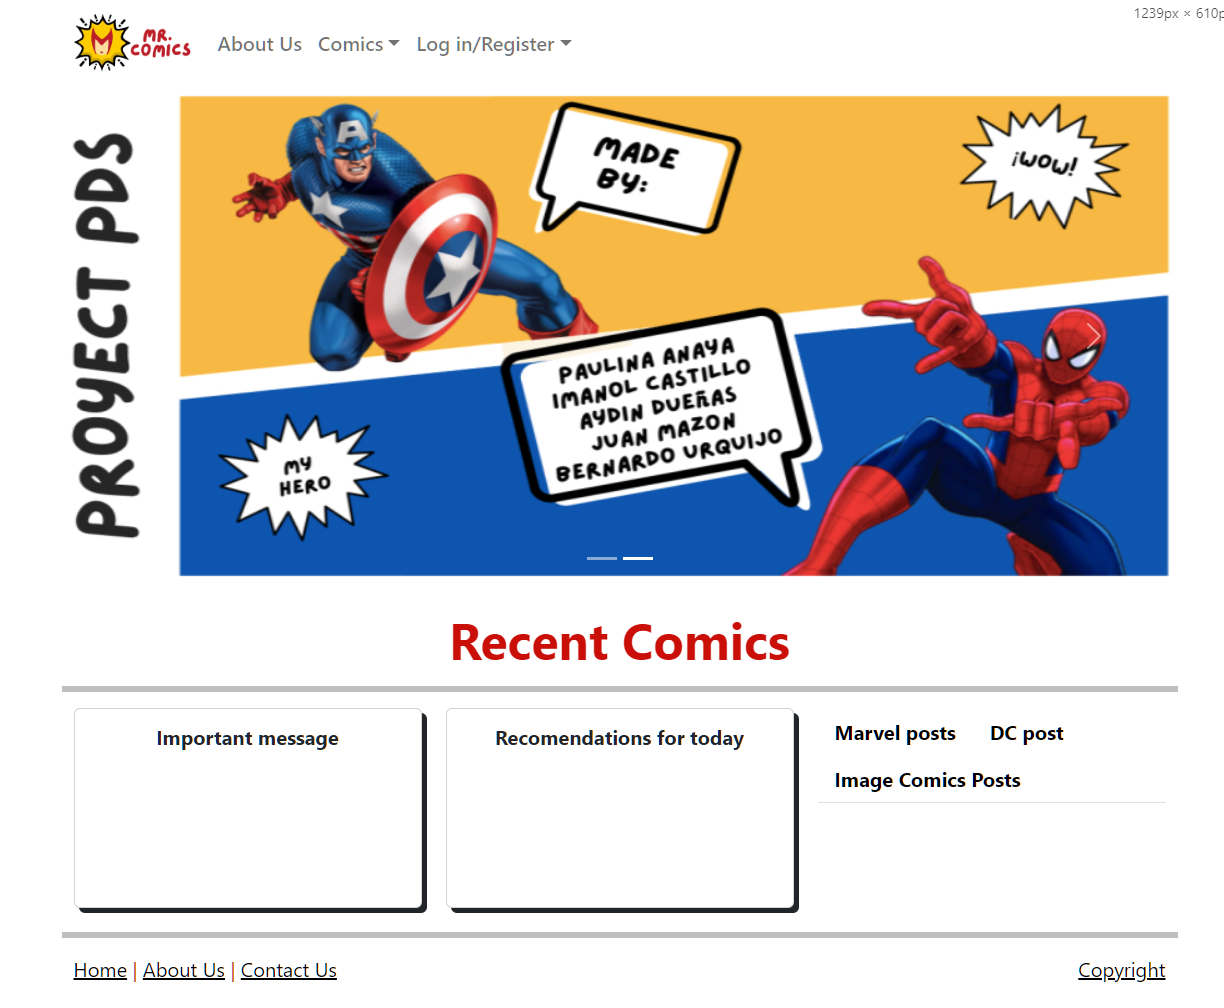 1239px × 610p
MR.
COMICS
About Us Comics Log in/Register
PROYECT PDS
MADE
BY:
¡WOW!
PAULINA ANAYA
IMANOL CASTILLO
AYDIN DUEÑAS
JUAN MAZON
BERNARDO URQUIJO
MY
HERO
Recent Comics
Important message
Recomendations for today
Marvel posts DC post
Image Comics Posts
Home | About Us | Contact Us
Copyright